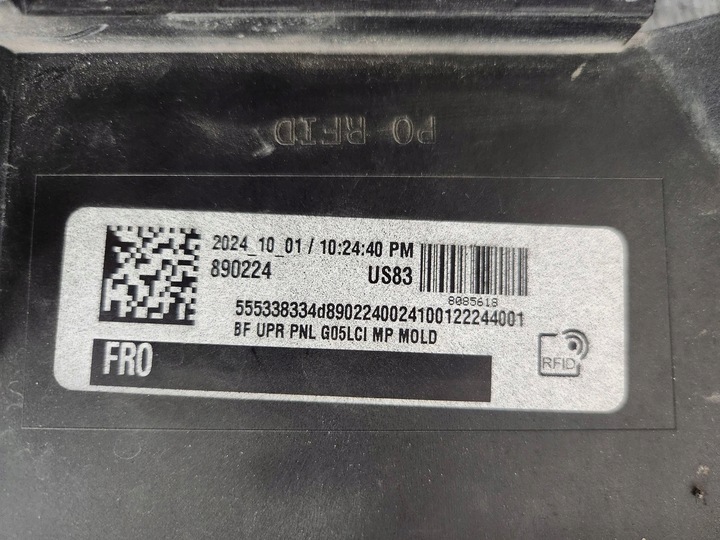 PO RFID
2024_10_01 / 10:24:40 PM
890224
US83
8085618
555338334d8902240024100122244001
BF UPR PNL G05LCI MP MOLD
RFID
FRO